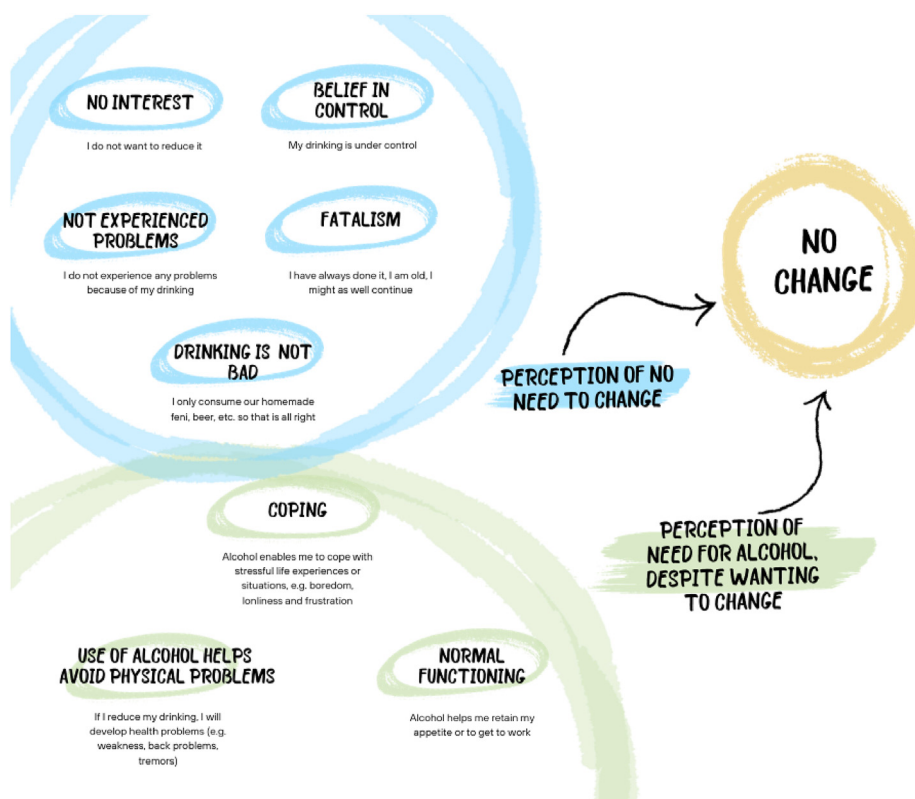 NO INTEREST
I do not want to reduce it
BELIEF IN
CONTROL
My drinking is under control
NOT EXPERIENCED
PROBLEMS
I do not experience any problems
because of my drinking
FATALISM
I have always done it, I am old, I
might as well continue
DRINKING IS NOT
BAD
I only consume our homemade
feni, beer, etc. so that is all right
NO
CHANGE
PERCEPTION OF NO
NEED TO CHANGE
COPING
Alcohol enables me to cope with
stressful life experiences or
situations, e.g. boredom,
lonliness and frustration
PERCEPTION OF
NEED FOR ALCOHOL,
DESPITE WANTING
TO CHANGE
USE OF ALCOHOL HELPS
AVOID PHYSICAL PROBLEMS
If I reduce my drinking, I will
develop health problems (e.g.
weakness, back problems,
tremors)
NORMAL
FUNCTIONING
Alcohol helps me retain my
appetite or to get to work